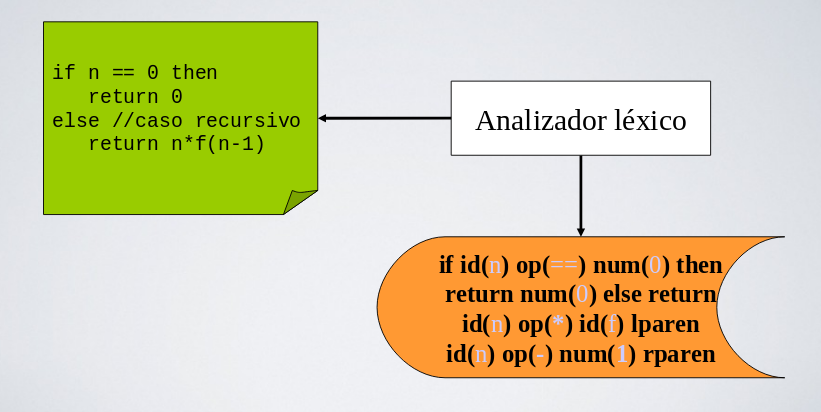 if n == 0 then
return 0
else //caso recursivo
return n*f(n-1)
Analizador léxico
if id(n) op(==) num(0) then
return num(0) else return
id(n) op(*) id(f) lparen
id(n) op(-) num(1) rparen